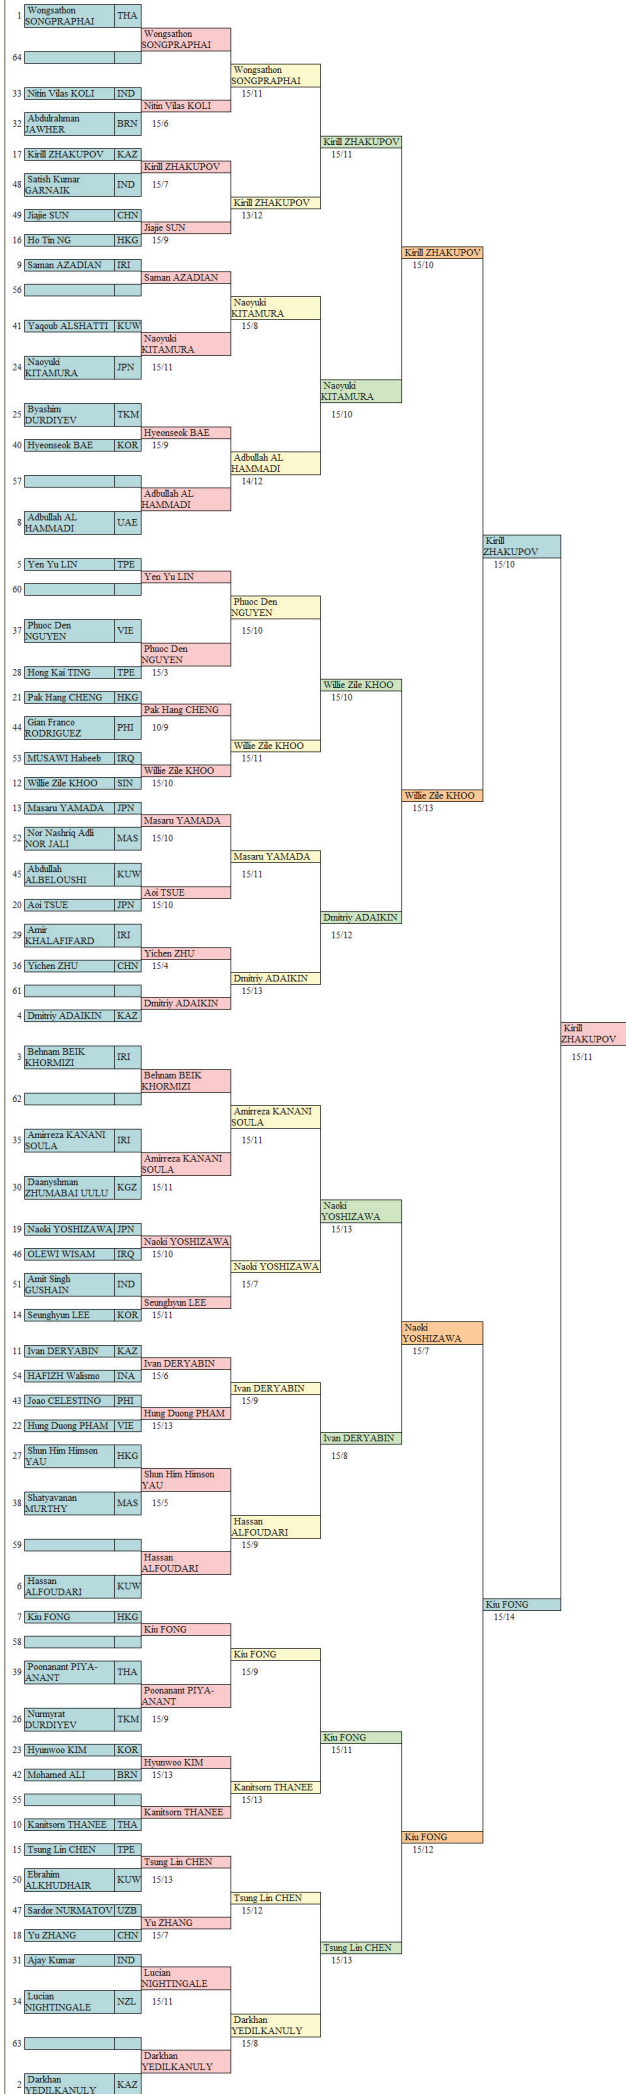 1 Wongsathon
SONGPRAPHAI THA
Wongsathon
SONGPRAPHAI
64
Wongsathon
SONGPRAPHAI
15/11
33 Nitin Vilas KOLI IND
Nitin Vilas KOLI
15/6
32 Abdulrahman
JAWHER BRN
Kirill ZHAKUPOV
15/11
17 Kirill ZHAKUPOV KAZ
Kirill ZHAKUPOV
15/7
48 Satish Kumar
GARNAIK IND
Kirill ZHAKUPOV
13/12
49 Jiajie SUN CHN
Jiajie SUN
15/9
16 Ho Tin NG HKG
Kirill ZHAKUPOV
15/10
9 Saman AZADIAN IRI
Saman AZADIAN
56
Naoyuki
KITAMURA
15/8
41 Yaqoub ALSHATTI KUW
Naoyuki
KITAMURA
15/11
24 Naoyuki
KITAMURA JPN
Naoyuki
KITAMURA
15/10
25 Byashim
DURDIYEV TKM
Hyeonseok BAE
15/9
40 Hyeonseok BAE KOR
Adbullah AL
HAMMADI
14/12
57
Adbullah AL
HAMMADI
8 Adbullah AL
HAMMADI UAE
Kirill
ZHAKUPOV
15/10
5 Yen Yu LIN TPE
Yen Yu LIN
60
Phuoc Den
NGUYEN
15/10
37 Phuoc Den
NGUYEN VIE
Phuoc Den
NGUYEN
15/3
28 Hong Kai TING TPE
Willie Zile KHOO
15/10
21 Pak Hang CHENG HKG
Pak Hang CHENG
10/9
44 Gian Franco
RODRIGUEZ PHI
Willie Zile KHOO
15/11
53 MUSAWI Habeeb IRQ
Willie Zile KHOO
15/10
12 Willie Zile KHOO SIN
Willie Zile KHOO
15/13
13 Masaru YAMADA JPN
Masaru YAMADA
15/10
52 Nor Nashriq Adli
NOR JALI MAS
Masaru YAMADA
15/11
45 Abdullah
ALBELOUSHI KUW
Aoi TSUE
15/10
20 Aoi TSUE JPN
Dmitriy ADAIKIN
15/12
29 Amir
KHALAFIFARD IRI
Yichen ZHU
15/4
36 Yichen ZHU CHN
Dmitriy ADAIKIN
15/13
61
Dmitriy ADAIKIN
4 Dmitriy ADAIKIN KAZ
Kirill
ZHAKUPOV
15/11
3 Behnam BEIK
KHORMIZI IRI
Behnam BEIK
KHORMIZI
62
Amirreza KANANI
SOULA
15/11
35 Amirreza KANANI
SOULA IRI
Amirreza KANANI
SOULA
15/11
30 Daanyshman
ZHUMABAI UULU KGZ
Naoki
YOSHIZAWA
15/13
19 Naoki YOSHIZAWA JPN
Naoki YOSHIZAWA
15/10
46 OLEWI WISAM IRQ
Naoki YOSHIZAWA
15/7
51 Amit Singh
GUSHAIN IND
Seunghyun LEE
15/11
14 Seunghyun LEE KOR
Naoki
YOSHIZAWA
15/7
11 Ivan DERYABIN KAZ
Ivan DERYABIN
15/6
54 HAFIZH Walismo INA
Ivan DERYABIN
15/9
43 Joao CELESTINO PHI
Hung Duong PHAM
15/13
22 Hung Duong PHAM VIE
Ivan DERYABIN
15/8
27 Shun Him Himson
YAU HKG
Shun Him Himson
YAU
15/5
38 Shatyavanan
MURTHY MAS
Hassan
ALFOUDARI
15/9
59
Hassan
ALFOUDARI
6 Hassan
ALFOUDARI KUW
Kiu FONG
15/14
7 Kiu FONG HKG
Kiu FONG
58
Kiu FONG
15/9
39 Poonanant PIYA-
ANANT THA
Poonanant PIYA-
ANANT
15/9
26 Nurmyrat
DURDIYEV TKM
Kiu FONG
15/11
23 Hyunwoo KIM KOR
Hyunwoo KIM
15/13
42 Mohamed ALI BRN
Kanitsorn THANEE
15/13
55
Kanitsorn THANEE
10 Kanitsorn THANEE THA
Kiu FONG
15/12
15 Tsung Lin CHEN TPE
Tsung Lin CHEN
15/13
50 Ebrahim
ALKHUDHAIR KUW
Tsung Lin CHEN
15/12
47 Sardor NURMATOV UZB
Yu ZHANG
15/7
18 Yu ZHANG CHN
Tsung Lin CHEN
15/13
31 Ajay Kumar IND
Lucian
NIGHTINGALE
15/11
34 Lucian
NIGHTINGALE NZL
Darkhan
YEDILKANULY
15/8
63
Darkhan
YEDILKANULY
2 Darkhan
YEDILKANULY KAZ